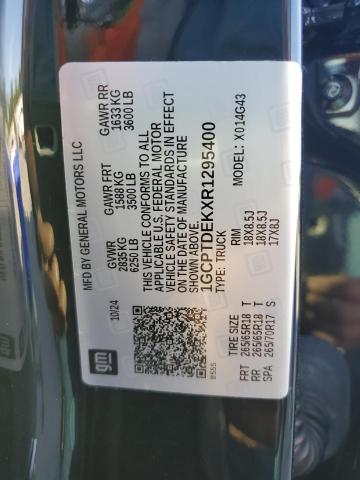 MFD BY GENERAL MOTORS LLC
10/24
GVWR GAWR FRT GAWR RR
2835KG 1588 KG 1633 KG
6250 LB 3500 LB 3600 LB
THIS VEHICLE CONFORMS TO ALL
APPLICABLE U.S. FEDERAL MOTOR
VEHICLE SAFETY STANDARDS IN EFFECT
ON THE DATE OF MANUFACTURE
SHOWN ABOVE.
1GCPTDEKXR1295400
TYPE: TRUCK MODEL: X014G43
gm
TIRE SIZE RIM
FRT 265/65R18 T 18X8.5J
RR 265/65R18 T 18X8.5J
SPA 265/70R17 S 17X8J